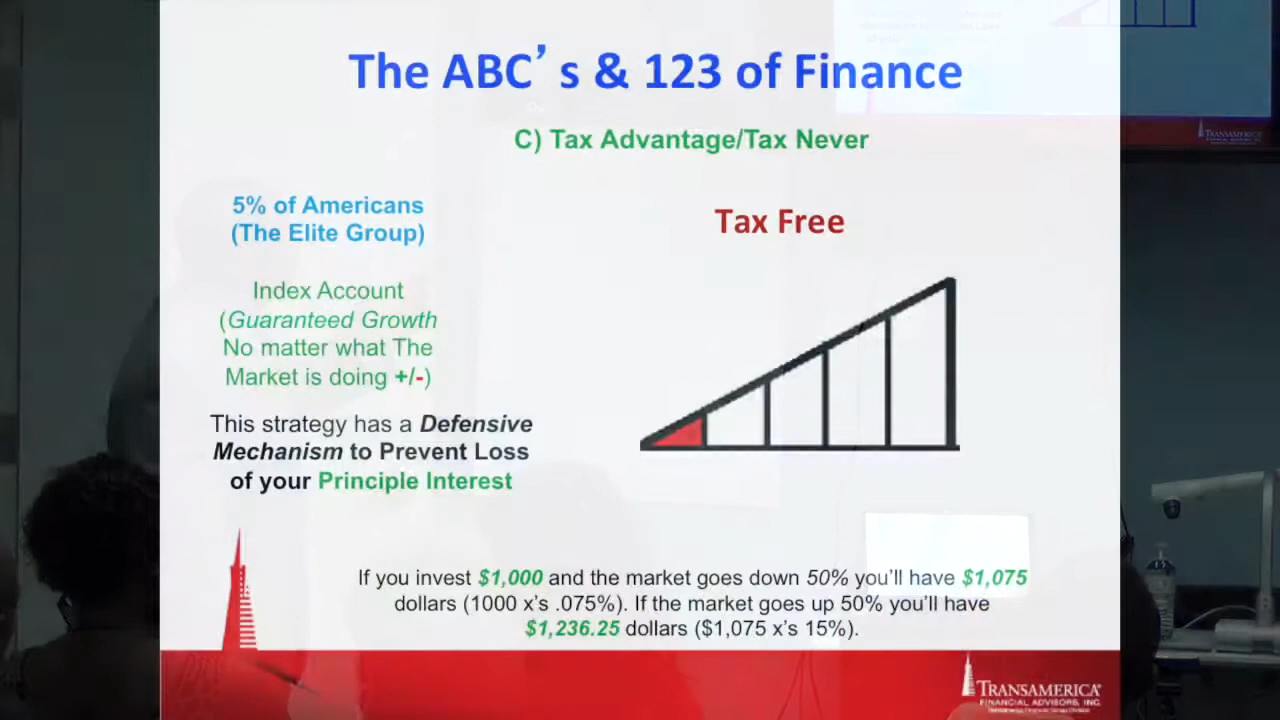 The ABC's & 123 of Finance
C) Tax Advantage/Tax Never
5% of Americans
(The Elite Group)
Tax Free
Index Account
(Guaranteed Growth
No matter what The
Market is doing +/-)
This strategy has a Defensive
Mechanism to Prevent Loss
of your Principle Interest
If you invest $1,000 and the market goes down 50% you'll have $1,075
dollars (1000 x's .075%). If the market goes up 50% you'll have
$1,236.25 dollars ($1,075 x's 15%).
TRANSAMERICA®
FINANCIAL ADVISORS, INC.
TRANSAMERICA